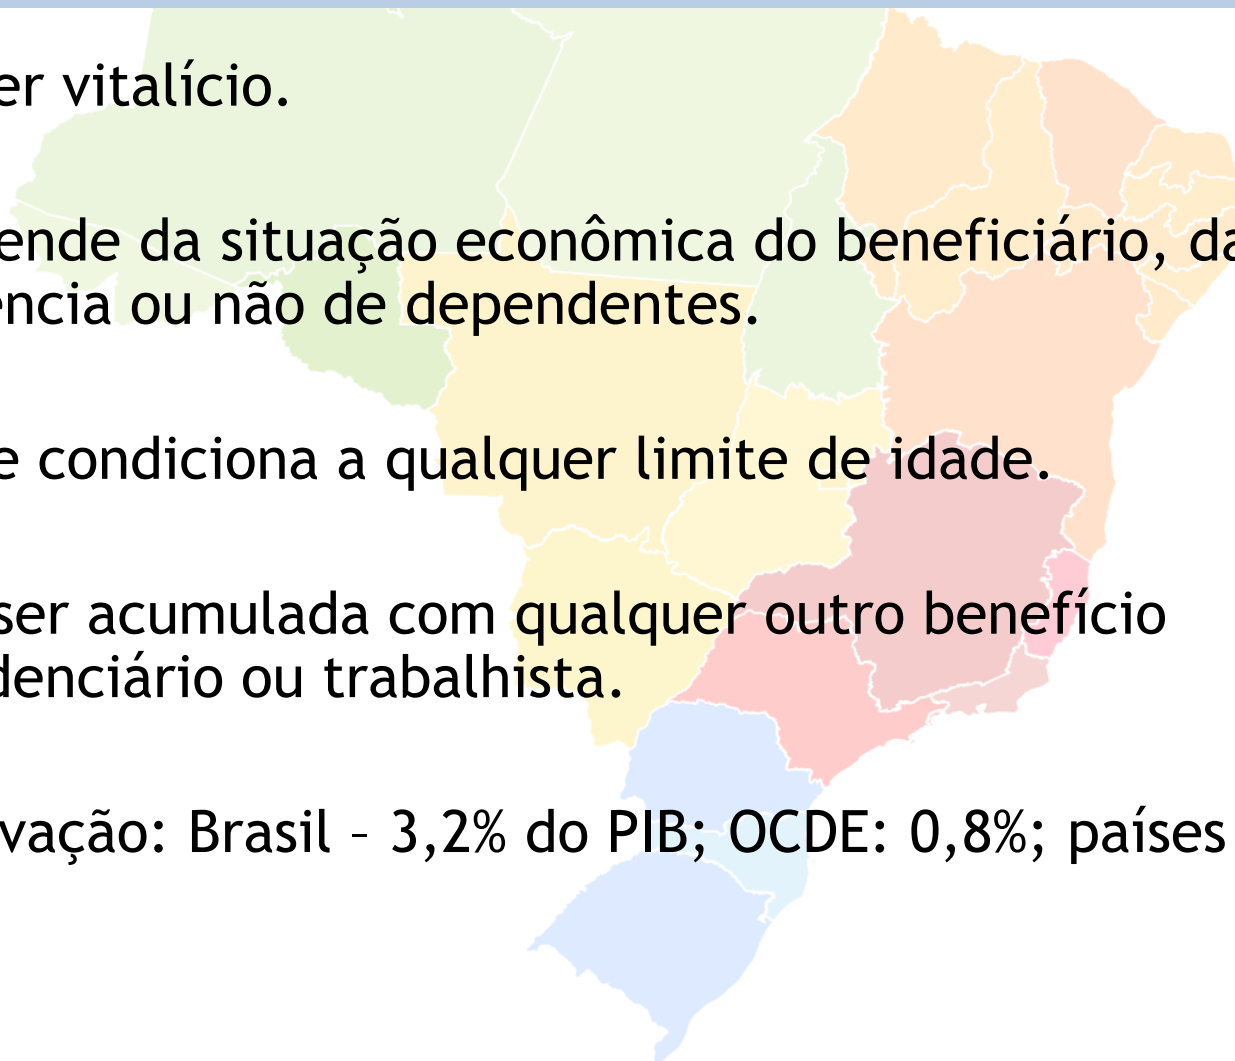 er vitalício.
ende da situação econômica do beneficiário, da
ência ou não de dependentes.
e condiciona a qualquer limite de idade.
ser acumulada com qualquer outro benefício
denciário ou trabalhista.
vação: Brasil – 3,2% do PIB; OCDE: 0,8%; países